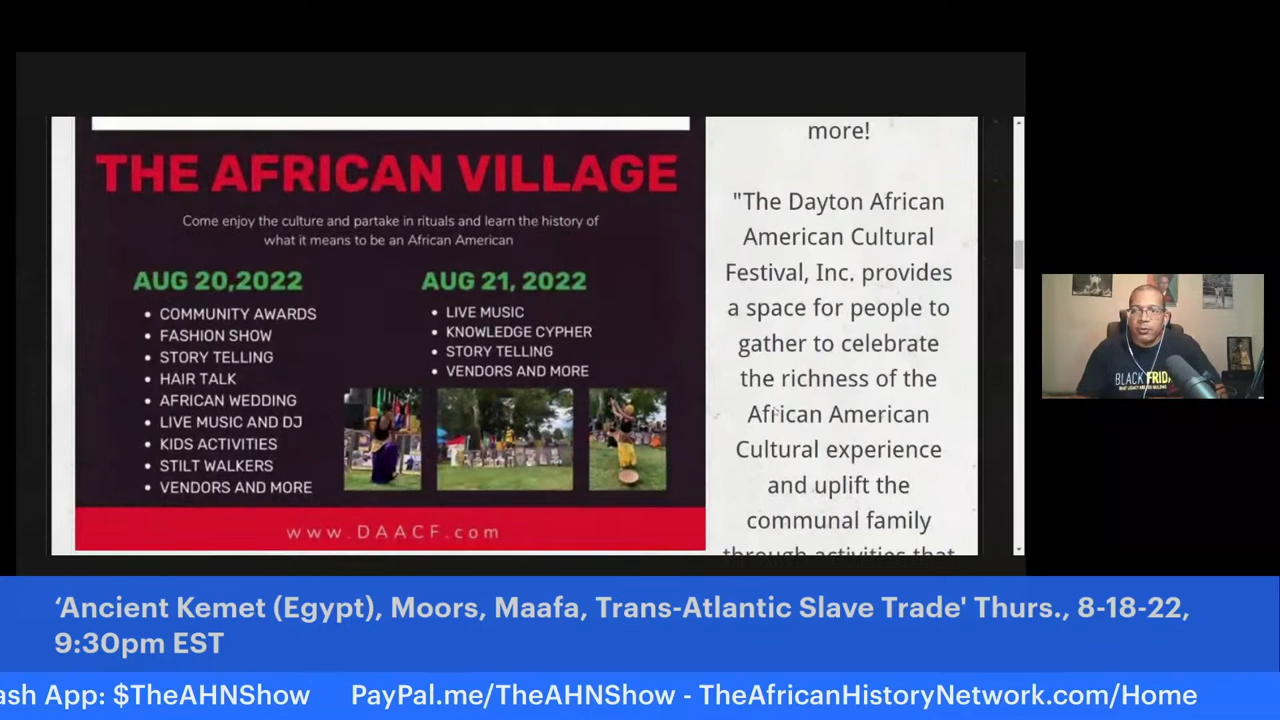 THE AFRICAN VILLAGE
Come enjoy the culture and partake in rituals and learn the history of
what it means to be an African American
AUG 20,2022
• COMMUNITY AWARDS
• FASHION SHOW
• STORY TELLING
• HAIR TALK
• AFRICAN WEDDING
• LIVE MUSIC AND DJ
• KIDS ACTIVITIES
• STILT WALKERS
• VENDORS AND MORE
AUG 21, 2022
• LIVE MUSIC
• KNOWLEDGE CYPHER
• STORY TELLING
• VENDORS AND MORE
www.DAACF.com
more!
"The Dayton African
American Cultural
Festival, Inc. provides
a space for people to
gather to celebrate
the richness of the
African American
Cultural experience
and uplift the
communal family
through activities that
BLACK FRID
‘Ancient Kemet (Egypt), Moors, Maafa, Trans-Atlantic Slave Trade' Thurs., 8-18-22,
9:30pm EST
ash App: $TheAHNShow PayPal.me/TheAHNShow - TheAfricanHistoryNetwork.com/Home